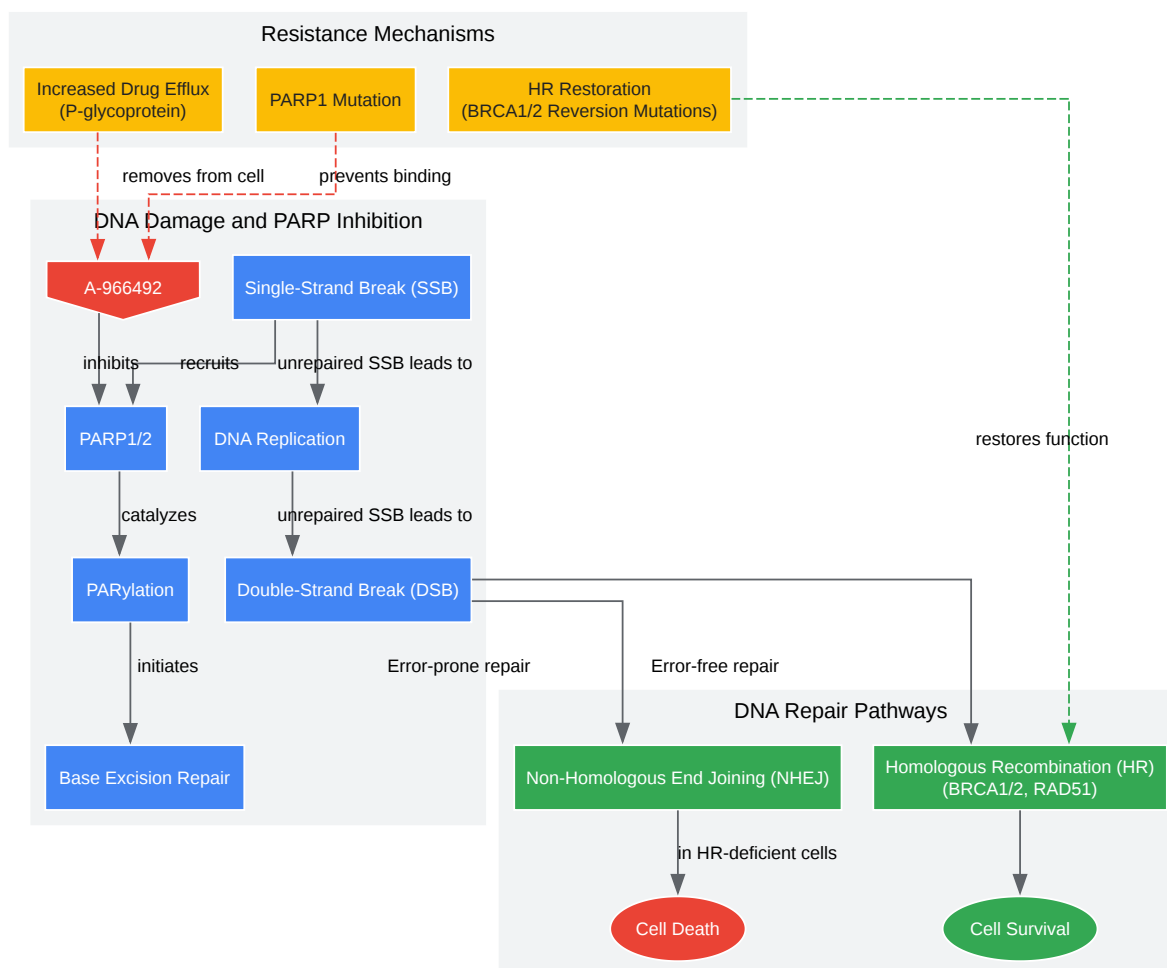 Resistance Mechanisms
Increased Drug Efflux
(P-glycoprotein)
PARP1 Mutation
HR Restoration
(BRCA1/2 Reversion Mutations)
removes from cell
prevents binding
DNA Damage and PARP Inhibition
A-966492
Single-Strand Break (SSB)
inhibits
recruits
unrepaired SSB leads to
PARP1/2
DNA Replication
restores function
catalyzes
unrepaired SSB leads to
PARylation
Double-Strand Break (DSB)
initiates
Error-prone repair
Error-free repair
DNA Repair Pathways
Base Excision Repair
Non-Homologous End Joining (NHEJ)
Homologous Recombination (HR)
(BRCA1/2, RAD51)
in HR-deficient cells
Cell Death
Cell Survival